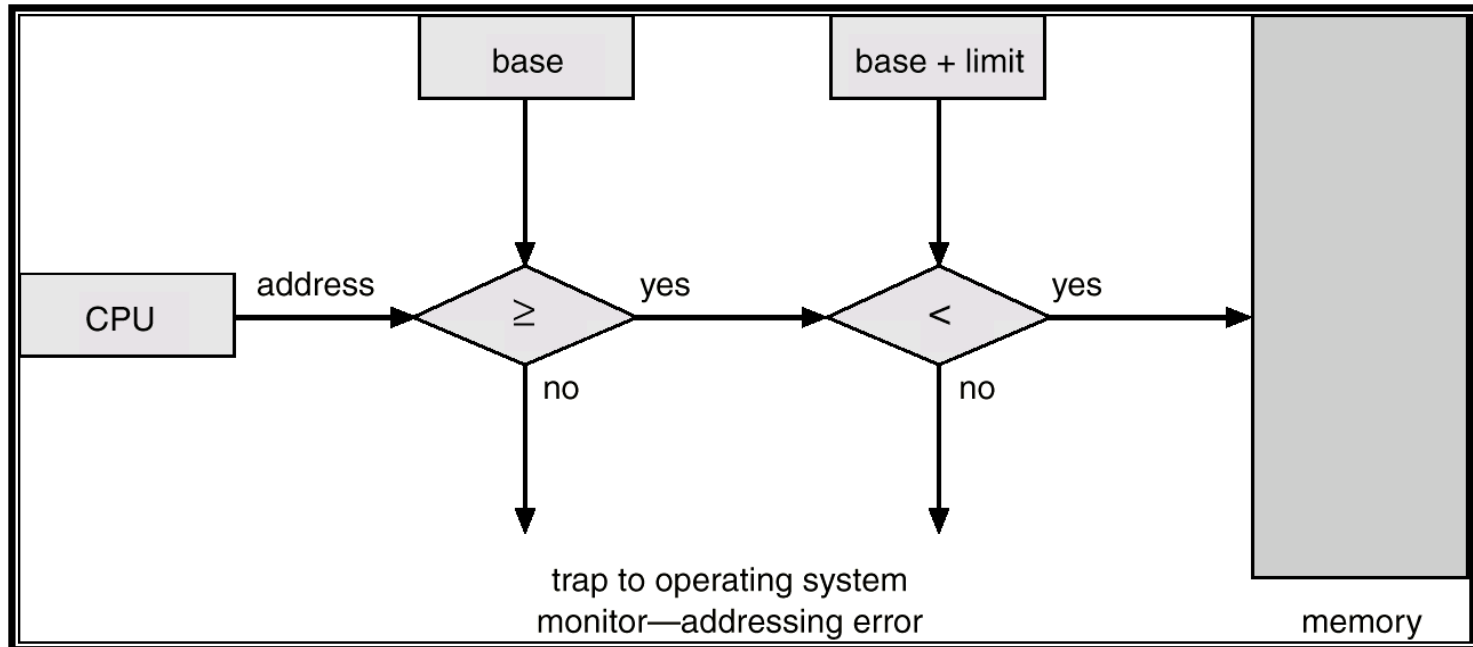 base
base + limit
CPU
address
≥
yes
<
yes
no
no
trap to operating system
monitor—addressing error
memory